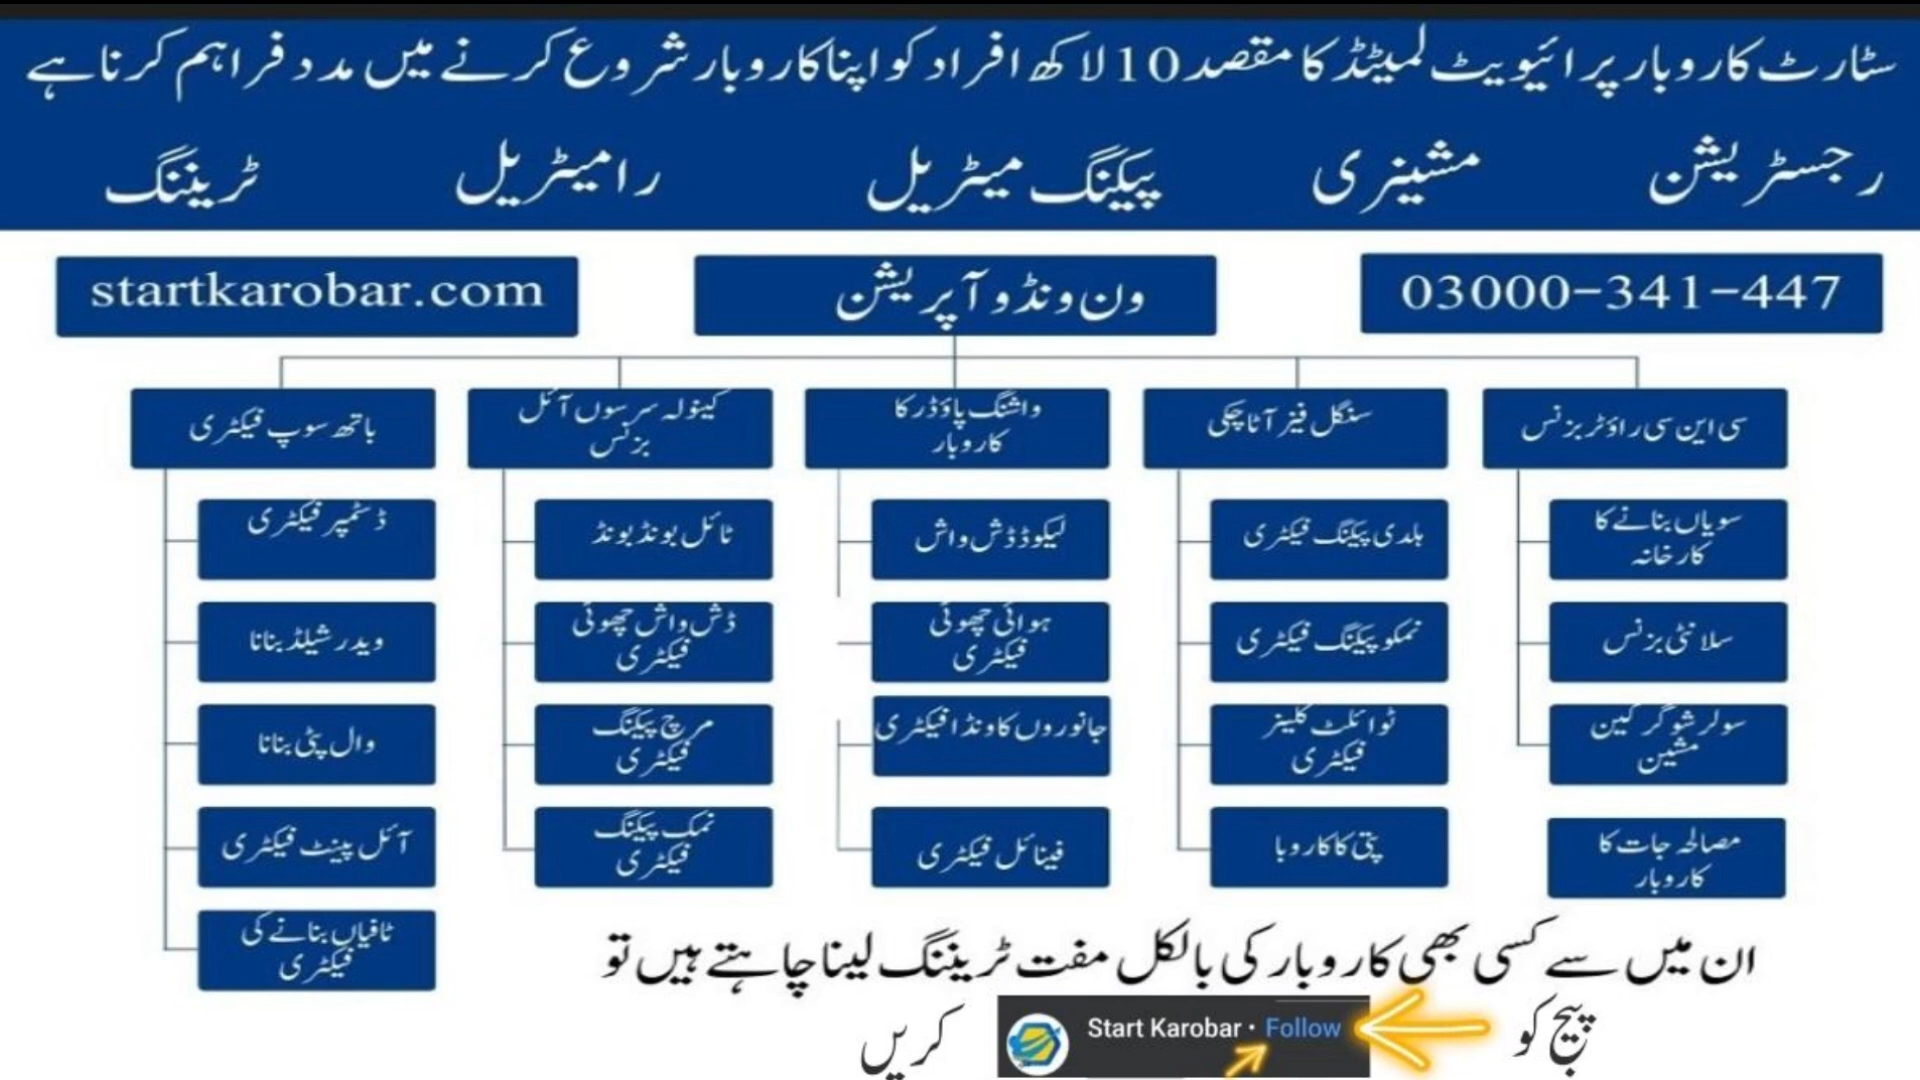 سٹارٹ کاروبار پرائیویٹ لمیٹڈ کا مقصد 10 لاکھ افراد کو اپنا کاروبار شروع کرنے میں مدد فراہم کرنا ہے
رجسٹریشن مشینری پیکنگ میٹریل رامیٹریل ٹریننگ
03000-341-447
ون ونڈو آپریشن
startkarobar.com
سی این سی راؤٹر بزنس
سویاں بنانے کا
کارخانہ
سلانٹی بزنس
سولر شوگر کین
مشین
مصالحہ جات کا
کاروبار
سنگل فیز آٹا چکی
ہلدی پیکنگ فیکٹری
نمکو پیکنگ فیکٹری
ٹوائلٹ کلینر
فیکٹری
پتی کا کاروبا
واشنگ پاؤڈر کا
کاروبار
لیکوڈ ڈش واش
ہوائی چھوٹی
فیکٹری
جانوروں کا ونڈا فیکٹری
فینائل فیکٹری
کینولہ سرسوں آئل
بزنس
ٹائل بونڈ بونڈ
ڈش واش چھوٹی
فیکٹری
مرچ پیکنگ
فیکٹری
نمک پیکنگ
فیکٹری
باتھ سوپ فیکٹری
ڈسٹمپر فیکٹری
ویدر شیلڈ بنانا
وال پٹی بنانا
آئل پینٹ فیکٹری
ٹافیاں بنانے کی
فیکٹری
ان میں سے کسی بھی کاروبار کی بالکل مفت ٹریننگ لینا چاہتے ہیں تو
پیج کو Start Karobar · Follow کریں